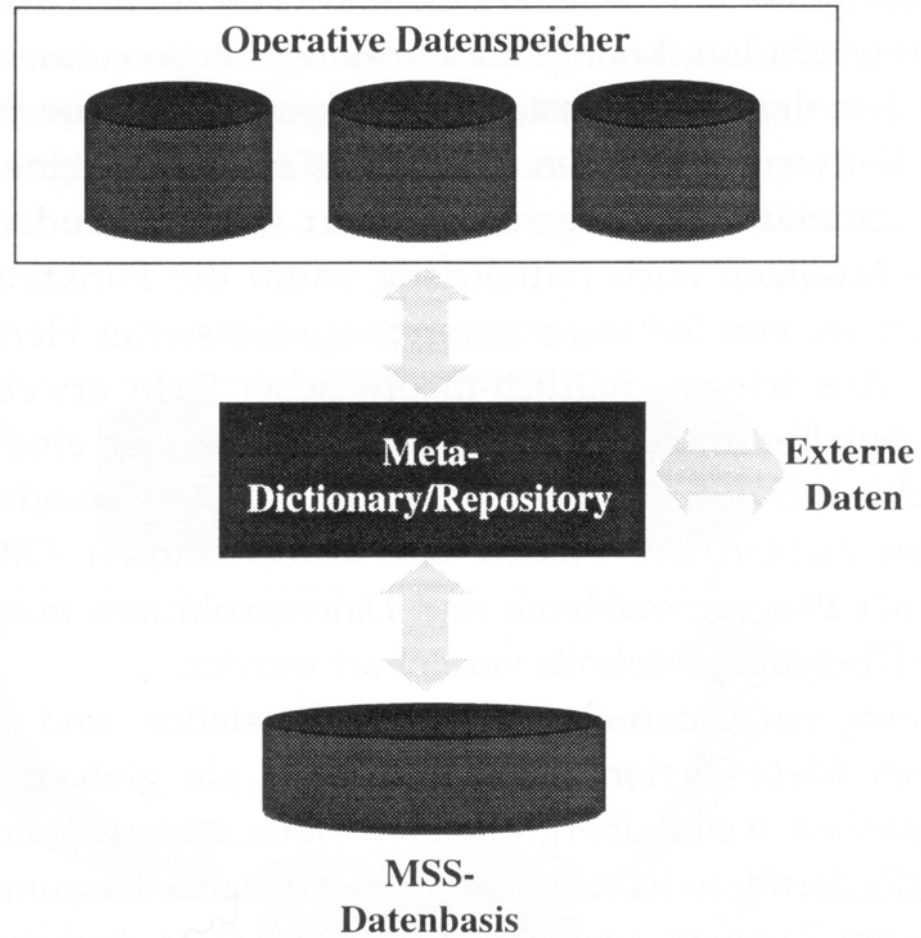 Operative Datenspeicher
Meta-
Dictionary/Repository
Externe
Daten
MSS-
Datenbasis